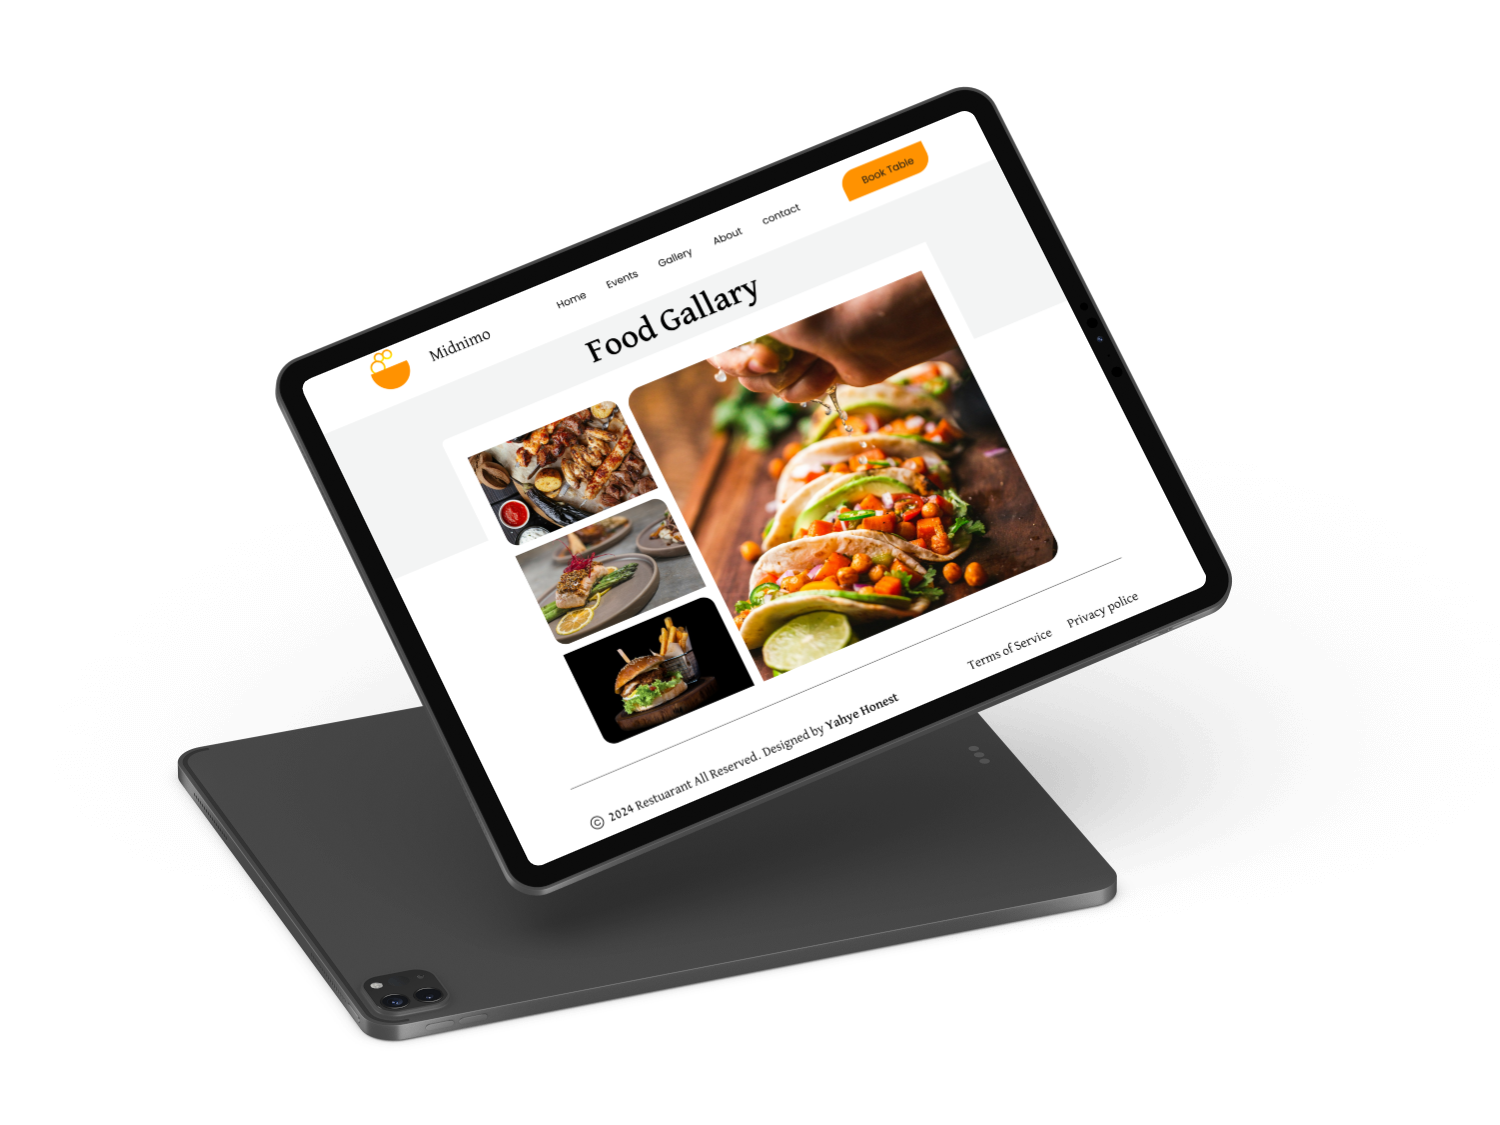 Midnimo
Home Events Gallery About contact
Book Table
Food Gallary
© 2024 Restuarant All Reserved. Designed by Yahye Honest
Terms of Service Privacy police